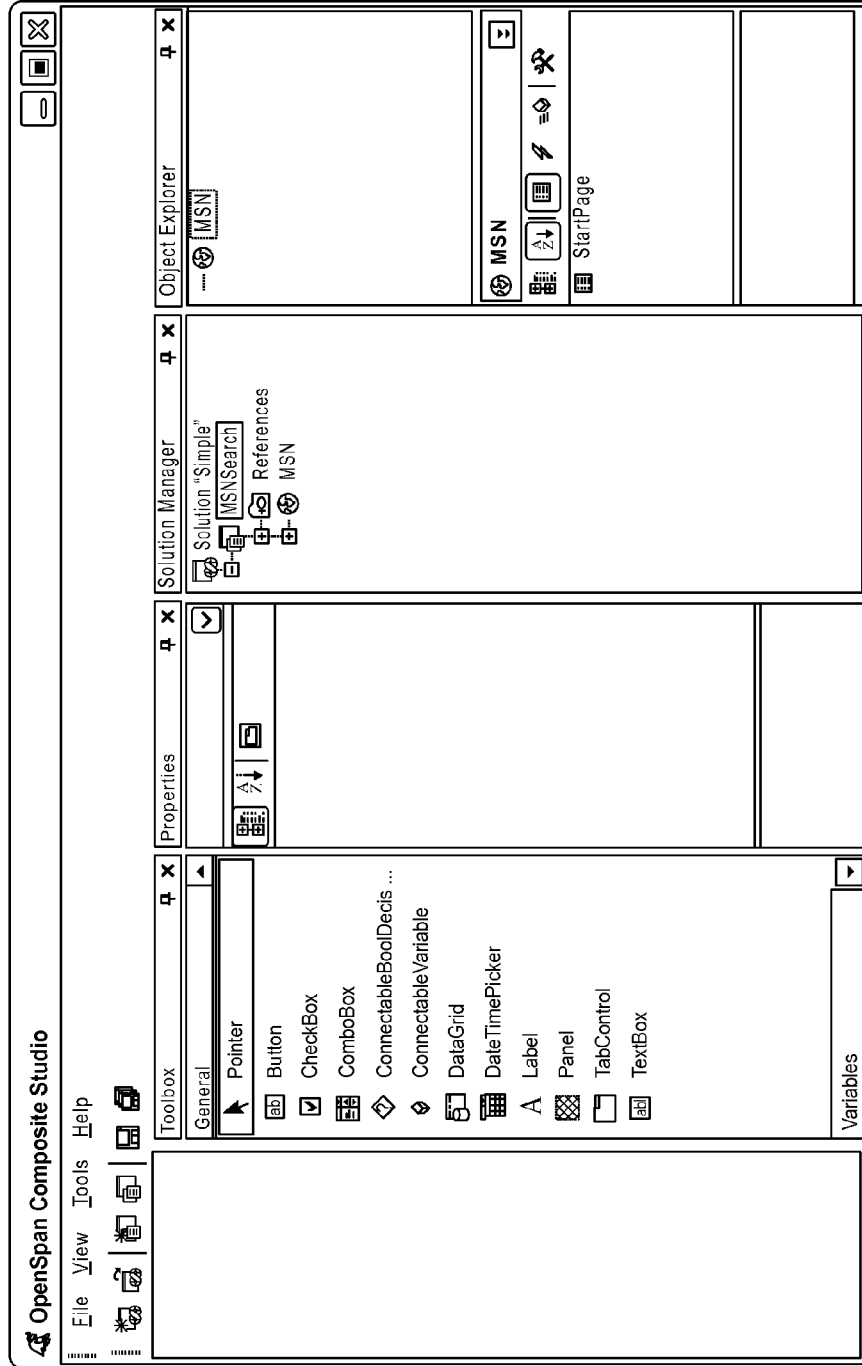 OpenSpan Composite Studio
File View Tools Help
Toolbox
General
Pointer
Button
CheckBox
ComboBox
ConnectableBoolDecis ...
ConnectableVariable
DataGrid
DateTimePicker
Label
Panel
TabControl
TextBox
Variables
Properties
Solution Manager
Solution "Simple"
MSNSearch
References
MSN
Object Explorer
MSN
MSN
StartPage